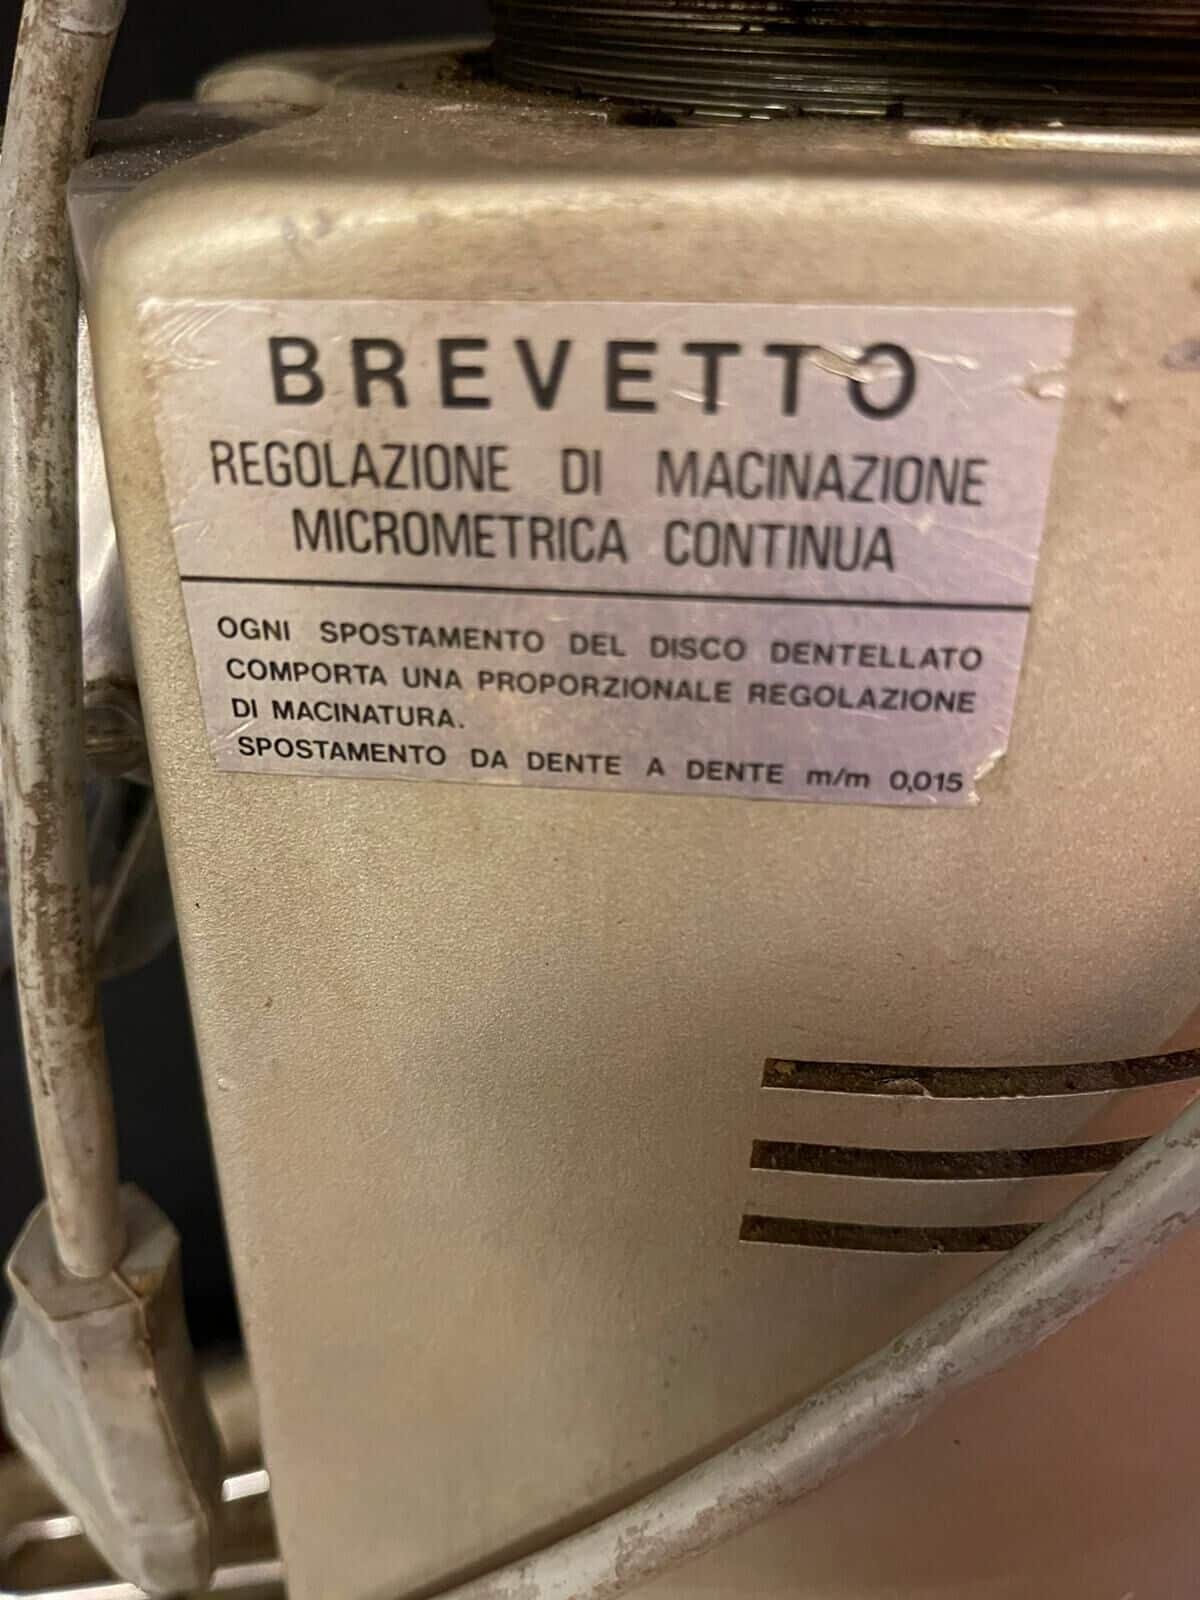 BREVETTO
REGOLAZIONE DI MACINAZIONE
MICROMETRICA CONTINUA
OGNI SPOSTAMENTO DEL DISCO DENTELLATO
COMPORTA UNA PROPORZIONALE REGOLAZIONE
DI MACINATURA.
SPOSTAMENTO DA DENTE A DENTE m/m 0,015